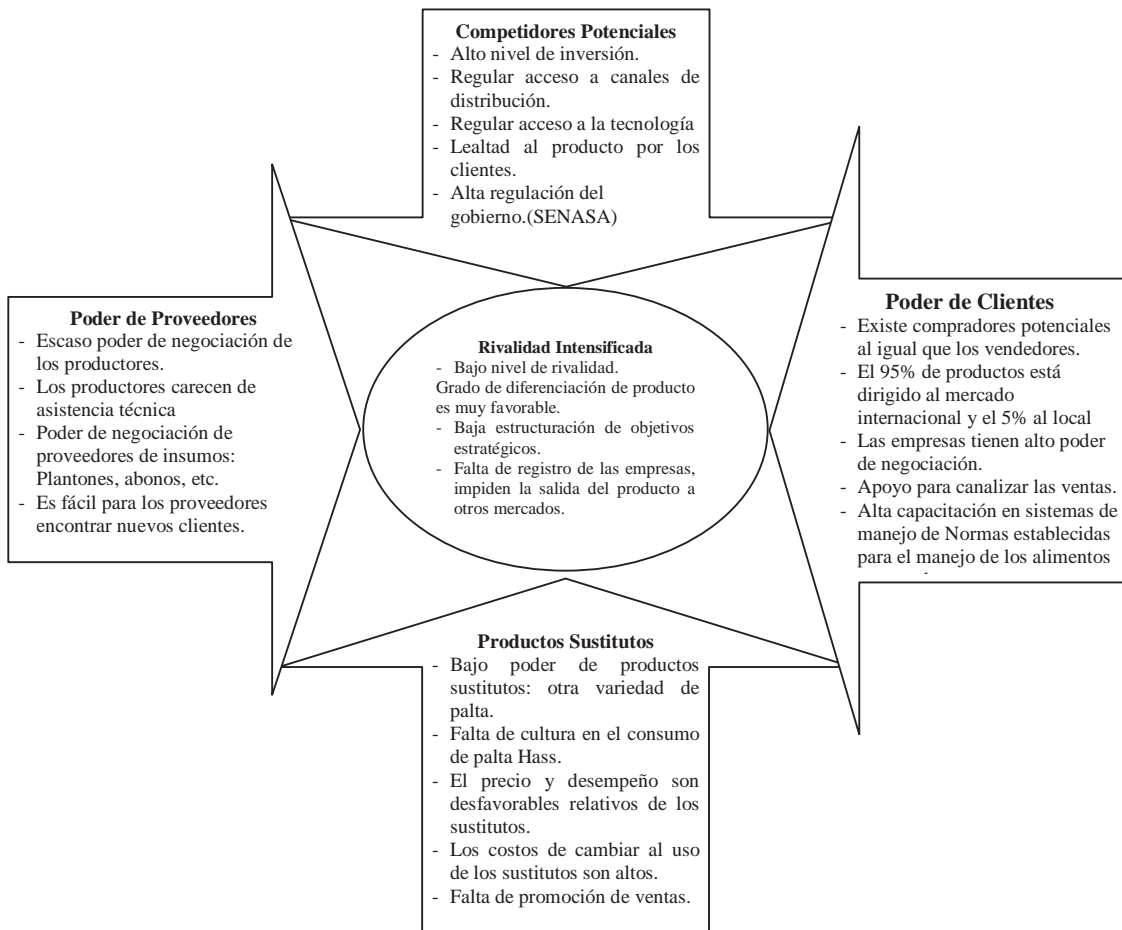 Competidores Potenciales
- Alto nivel de inversión.
- Regular acceso a canales de
distribución.
- Regular acceso a la tecnología
- Lealtad al producto por los
clientes.
- Alta regulación del
gobierno.(SENASA)
Poder de Proveedores
- Escaso poder de negociación de
los productores.
- Los productores carecen de
asistencia técnica
- Poder de negociación de
proveedores de insumos:
Plantones, abonos, etc.
- Es fácil para los proveedores
encontrar nuevos clientes.
Rivalidad Intensificada
- Bajo nivel de rivalidad.
Grado de diferenciación de producto
es muy favorable.
- Baja estructuración de objetivos
estratégicos.
- Falta de registro de las empresas,
impiden la salida del producto a
otros mercados.
Poder de Clientes
- Existe compradores potenciales
al igual que los vendedores.
- El 95% de productos está
dirigido al mercado
internacional y el 5% al local
- Las empresas tienen alto poder
de negociación.
- Apoyo para canalizar las ventas.
- Alta capacitación en sistemas de
manejo de Normas establecidas
para el manejo de los alimentos
Productos Sustitutos
- Bajo poder de productos
sustitutos: otra variedad de
palta.
- Falta de cultura en el consumo
de palta Hass.
- El precio y desempeño son
desfavorables relativos de los
sustitutos.
- Los costos de cambiar al uso
de los sustitutos son altos.
- Falta de promoción de ventas.